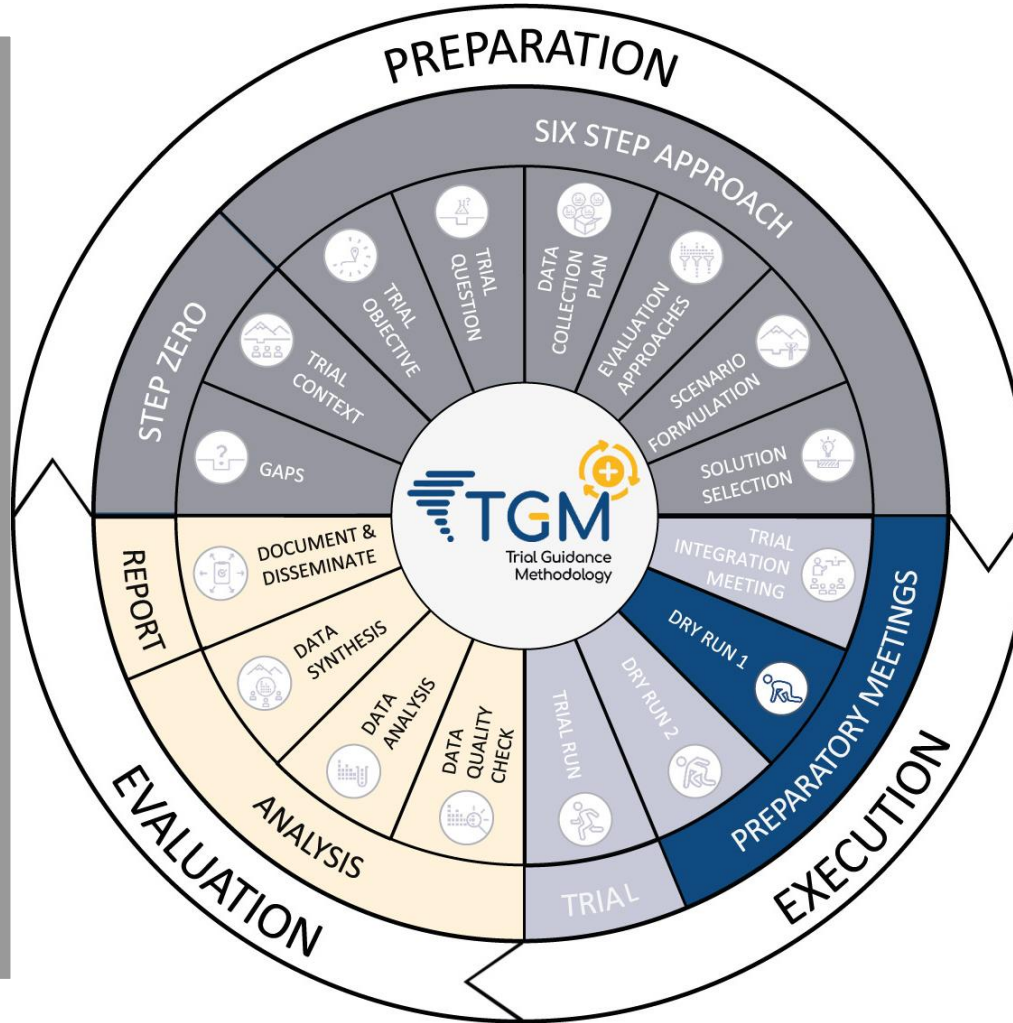 PREPARATION
SIX STEP APPROACH
STEP ZERO
GAPS
TRIAL
CONTEXT
TRIAL
OBJECTIVE
TRIAL
QUESTION
DATA
COLLECTION
PLAN
EVALUATION
APPROACHES
SCENARIO
FORMULATION
SOLUTION
SELECTION
TRIAL
INTEGRATION
MEETING
DRY RUN 1
DRY RUN 2
PREPARATORY MEETINGS
EXECUTION
TRIAL RUN
TRIAL
DATA
QUALITY
CHECK
DATA
ANALYSIS
DATA
SYNTHESIS
ANALYSIS
DOCUMENT &
DISSEMINATE
REPORT
EVALUATION
TGM
Trial Guidance
Methodology